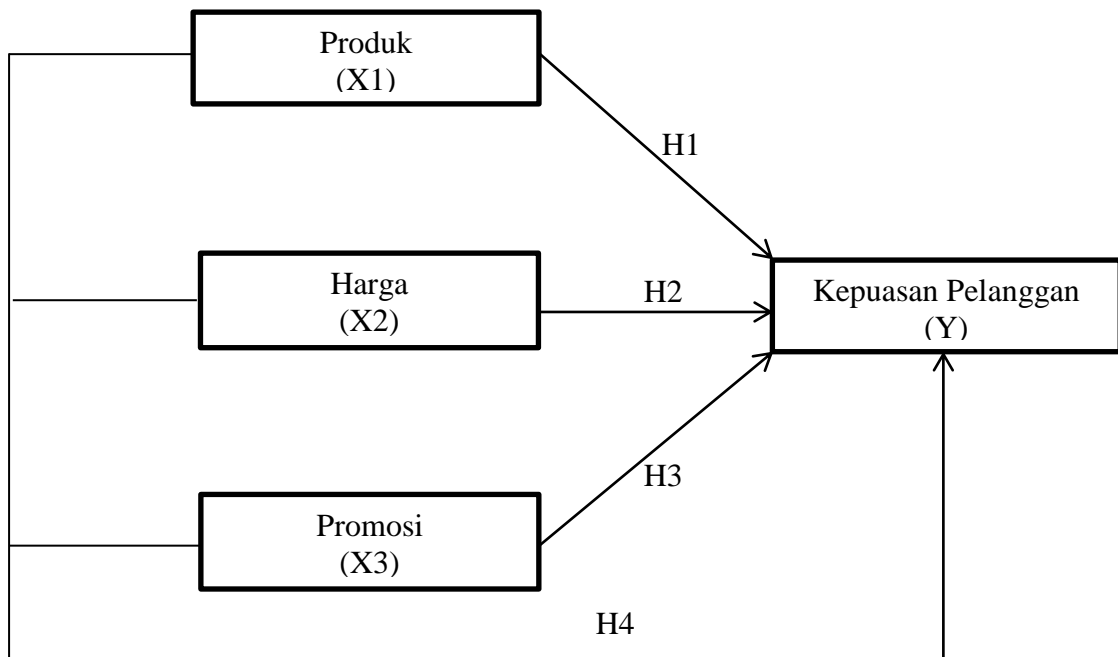 Produk
(X1)
H1
Harga
(X2)
H2
Kepuasan Pelanggan
(Y)
H3
Promosi
(X3)
H4